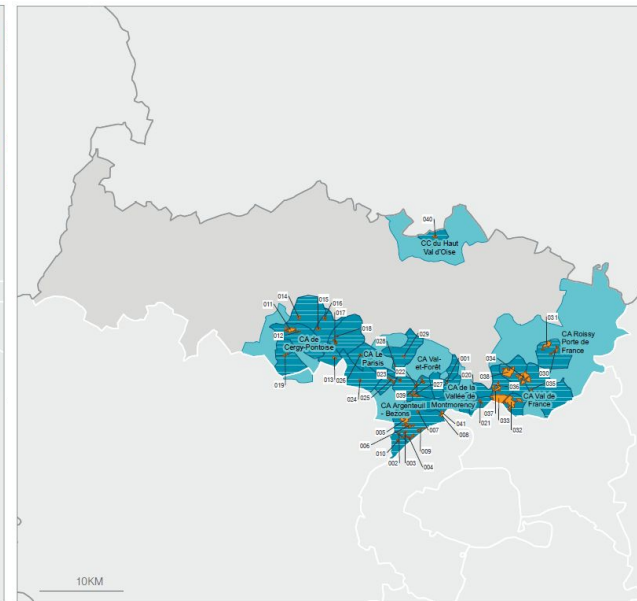 040
CC du Haut
Val d'Oise
014
011
015
016
017
031
018
029
012
CA de
Cergy-Pontoise
028
CA Roissy
Porte de
France
CA Le
Parisis
CA Val-
et-Forêt
034
001
023
022
020
038
019
013
026
024
025
039
027
CA de la
Vallée de
Montmorency
036
030
035
CA Val de
France
CA Argenteuil
- Bezons
037
021
033
032
005
007
041
008
006
010
009
002
003
004
10KM